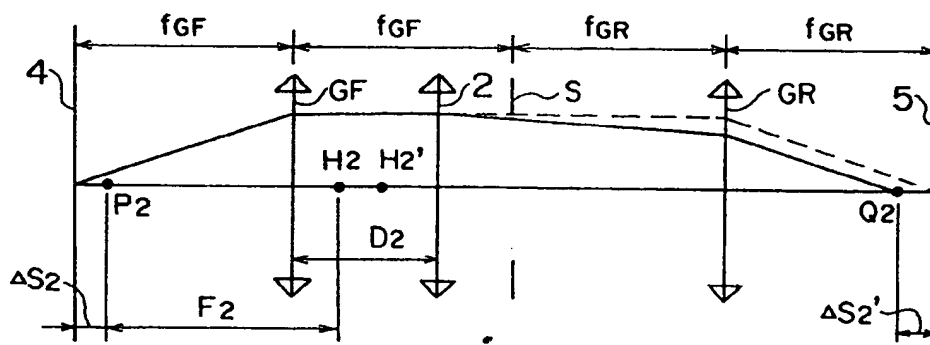 fGF fGF fGR fGR
4 GF 2 S GR 5
P2 H2 H2' Q2
D2
ΔS2 F2 ΔS2'